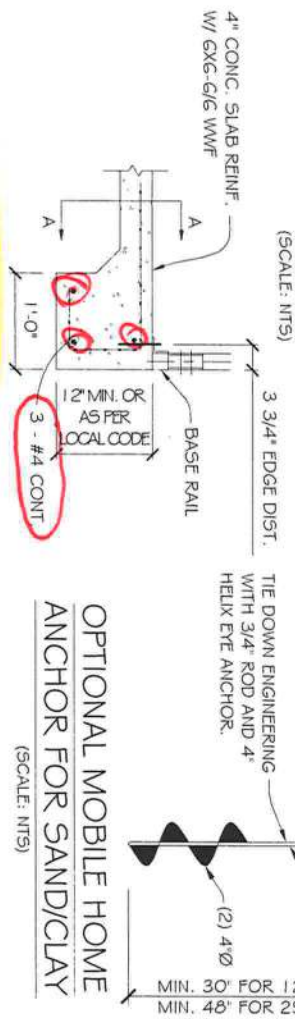 4" CONC. SLAB REINF.
W/ 6X6-6/6 WWF
(SCALE: NTS)
3 3/4" EDGE DIST.
A
A
1'-0"
12" MIN. OR
AS PER
LOCAL CODE
BASE RAIL
3 - #4 CONT.
TIE DOWN ENGINEERING
WITH 3/4" ROD AND 4"
HELIX EYE ANCHOR.
(2) 4"Ø
MIN. 30" FOR
MIN. 48" FOR
OPTIONAL MOBILE HOME
ANCHOR FOR SAND/CLAY
(SCALE: NTS)